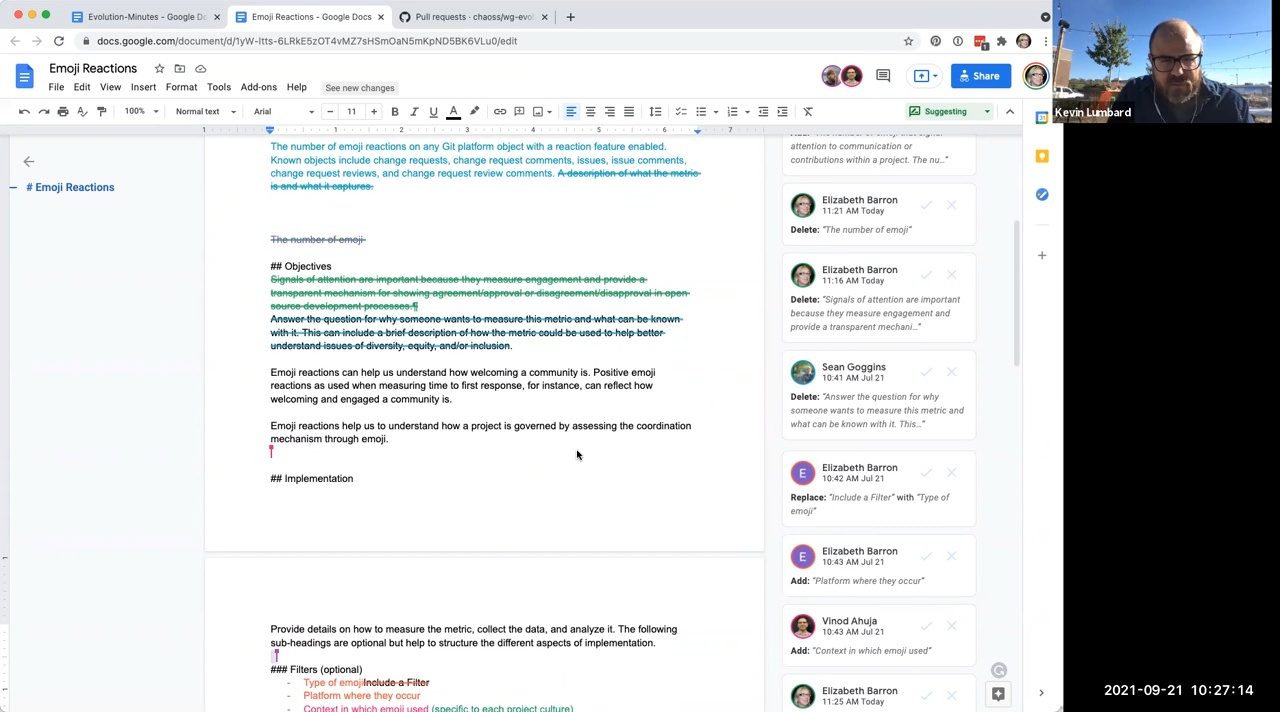 Evolution-Minutes - Google Do
Emoji Reactions - Google Docs
Pull requests · chaoss/wg-evol
docs.google.com/document/d/1yW-Itts-6LRkE5zOT4vMZ7sHSmOaN5mKpND5BK6VLu0/edit
Emoji Reactions
File Edit View Insert Format Tools Add-ons Help
See new changes
Share
100% Normal text Arial 11
Suggesting
Kevin Lumbard
1 1 2 3 4 5 6 7
# Emoji Reactions
The number of emoji reactions on any Git platform object with a reaction feature enabled.
Known objects include change requests, change request comments, issues, issue comments,
change request reviews, and change request review comments. A description of what the metric
is and what it captures.
The number of emoji
## Objectives
Signals of attention are important because they measure engagement and provide a
transparent mechanism for showing agreement/approval or disagreement/disapproval in open
source development processes.¶
Answer the question for why someone wants to measure this metric and what can be known
with it. This can include a brief description of how the metric could be used to help better
understand issues of diversity, equity, and/or inclusion.
Emoji reactions can help us understand how welcoming a community is. Positive emoji
reactions as used when measuring time to first response, for instance, can reflect how
welcoming and engaged a community is.
Emoji reactions help us to understand how a project is governed by assessing the coordination
mechanism through emoji.
## Implementation
Provide details on how to measure the metric, collect the data, and analyze it. The following
sub-headings are optional but help to structure the different aspects of implementation.
### Filters (optional)
- Type of emojiInclude a Filter
- Platform where they occur
- Context in which emoji used (specific to each project culture)
attention to communication or
contributions within a project. The nu..."
Elizabeth Barron
11:21 AM Today
Delete: "The number of emoji"
Elizabeth Barron
11:16 AM Today
Delete: "Signals of attention are important
because they measure engagement and
provide a transparent mechani..."
Sean Goggins
10:41 AM Jul 21
Delete: "Answer the question for why
someone wants to measure this metric and
what can be known with it. This..."
E
Elizabeth Barron
10:42 AM Jul 21
Replace: "Include a Filter" with "Type of
emoji"
E
Elizabeth Barron
10:43 AM Jul 21
Add: "Platform where they occur"
Vinod Ahuja
10:43 AM Jul 21
Add: "Context in which emoji used"
Elizabeth Barron
11:25 AM Today
2021-09-21 10:27:14